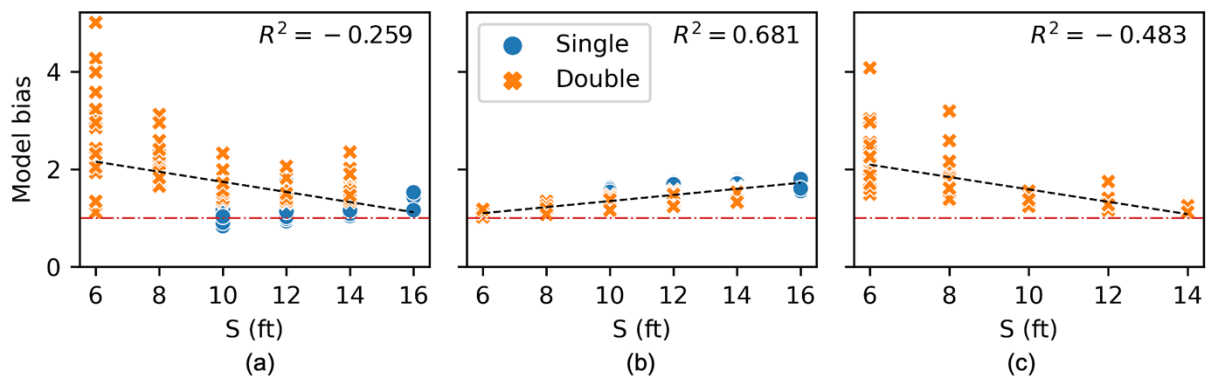 R² = − 0.259
R² = 0.681
R² = − 0.483
Single
Double
Model bias
4
2
0
6 8 10 12 14 16
6 8 10 12 14 16
6 8 10 12 14
S (ft)
S (ft)
S (ft)
(a)
(b)
(c)